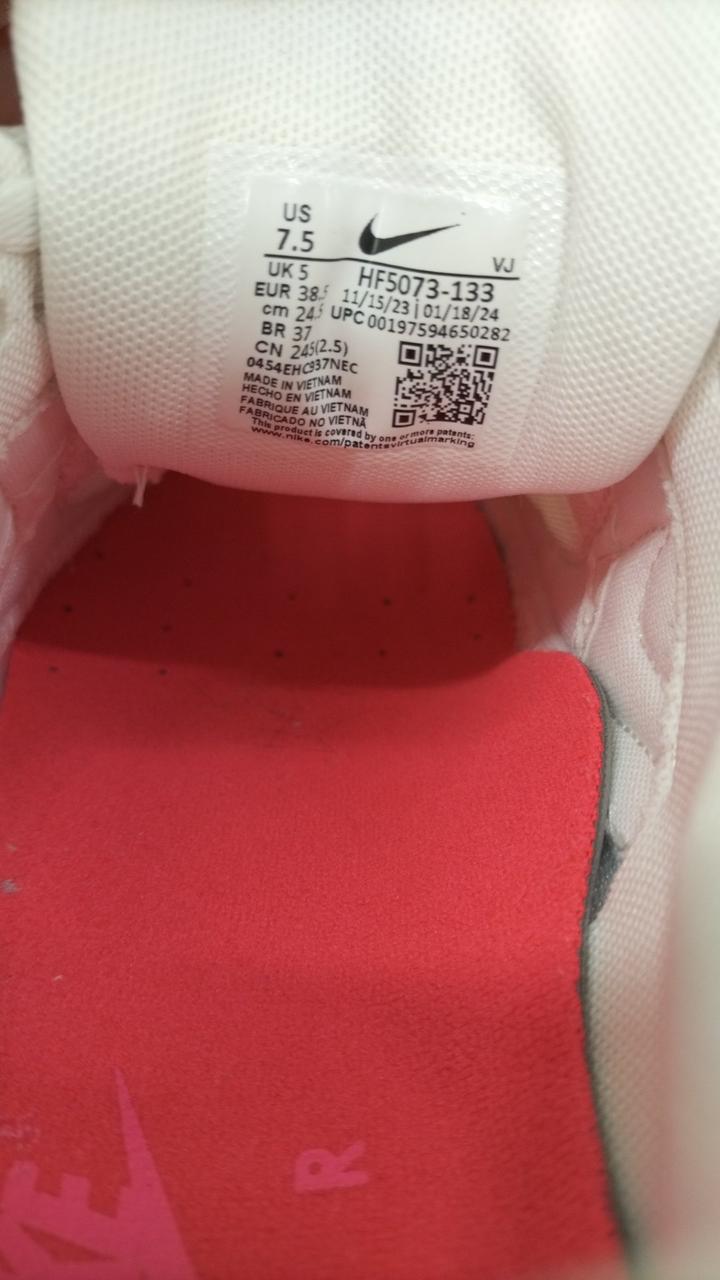 US
7.5
VJ
UK 5
HF5073-133
EUR 38.5
11/15/23 | 01/18/24
cm 24.5
UPC 00197594650282
BR 37
CN 245(2.5)
0454EHC937NEC
MADE IN VIETNAM
HECHO EN VIETNAM
FABRIQUE AU VIETNAM
FABRICADO NO VIETNÃ
This product is covered by one or more patents:
www.nike.com/patentsvirtualmarking
R
KE